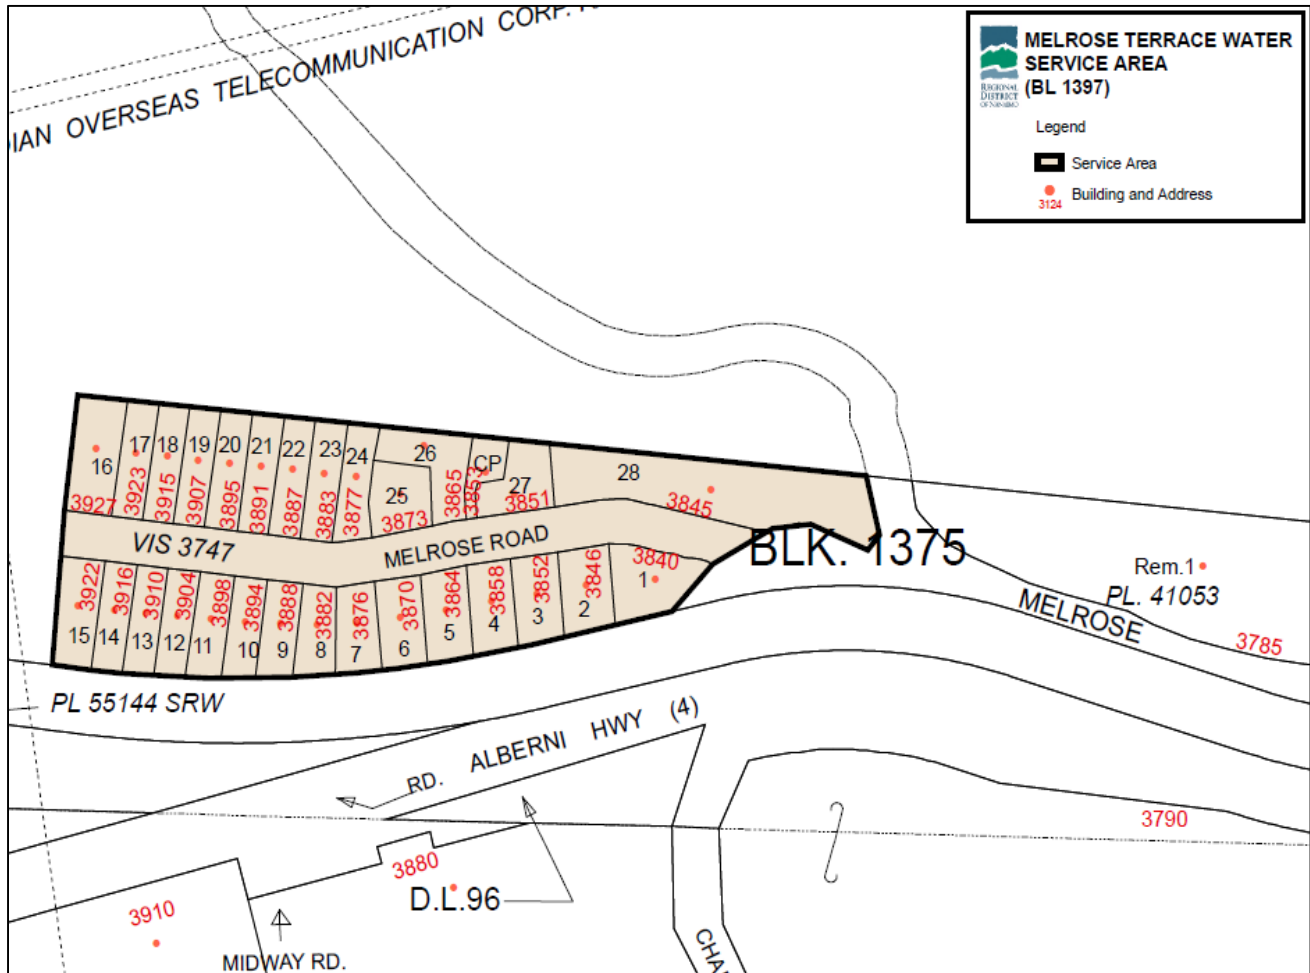 IAN OVERSEAS TELECOMMUNICATION CORP.
MELROSE TERRACE WATER
SERVICE AREA
(BL 1397)
REGIONAL
DISTRICT
OF NANAIMO
Legend
Service Area
3124
Building and Address
16 17 18 19 20 21 22 23 24 25 26 CP 27 28
3927 3923 3915 3907 3895 3891 3887 3883 3877 3873 3865 3853 3851 3845
VIS 3747
MELROSE ROAD
BLK. 1375
3922 3916 3910 3904 3898 3894 3888 3882 3876 3870 3864 3858 3852 3846 3840
15 14 13 12 11 10 9 8 7 6 5 4 3 2 1
Rem.1
PL. 41053
MELROSE
3785
PL 55144 SRW
RD. ALBERNI HWY (4)
3790
3880
D.L.96
3910
MIDWAY RD.